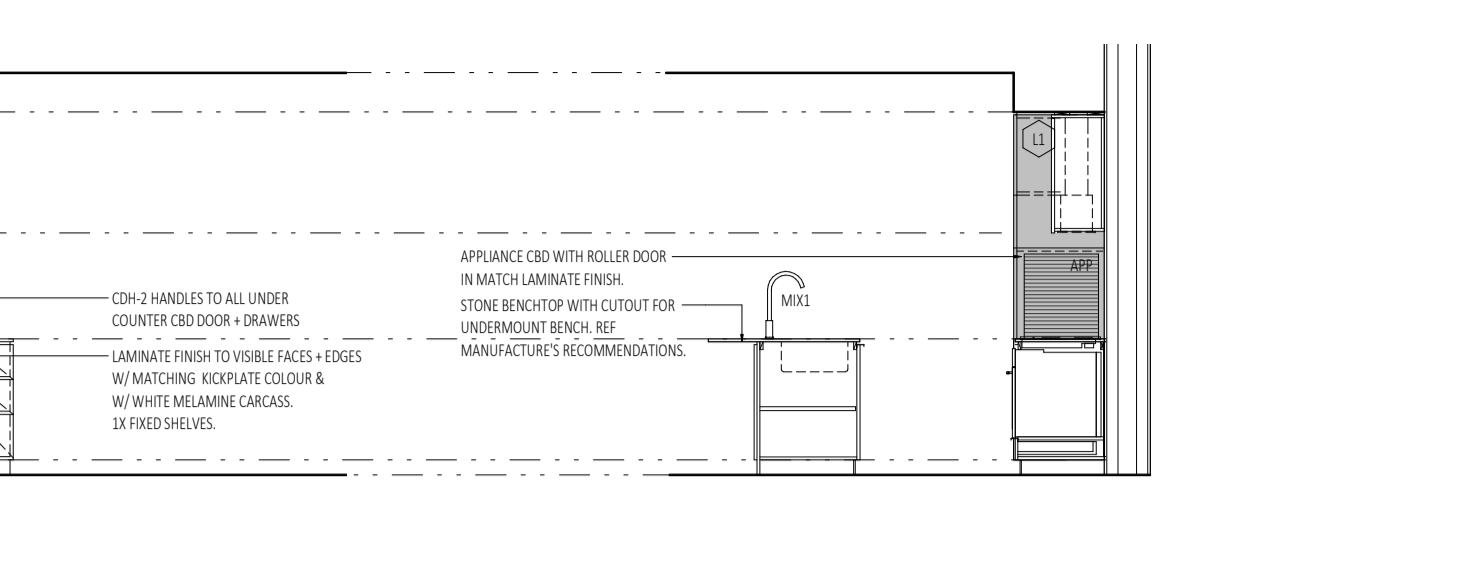 L1
APPLIANCE CBD WITH ROLLER DOOR
IN MATCH LAMINATE FINISH.
APP
STONE BENCHTOP WITH CUTOUT FOR
UNDERMOUNT BENCH. REF
MANUFACTURE'S RECOMMENDATIONS.
MIX1
CDH-2 HANDLES TO ALL UNDER
COUNTER CBD DOOR + DRAWERS
LAMINATE FINISH TO VISIBLE FACES + EDGES
W/ MATCHING KICKPLATE COLOUR &
W/ WHITE MELAMINE CARCASS.
1X FIXED SHELVES.